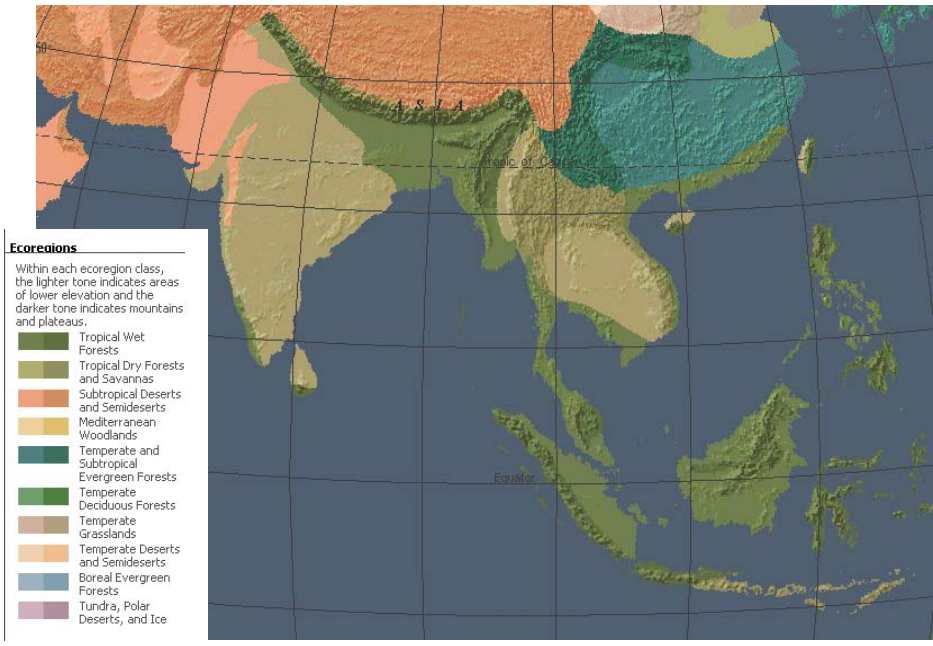 50
A S I A
Tropic of Cancer
Ecoregions
Within each ecoregion class,
the lighter tone indicates areas
of lower elevation and the
darker tone indicates mountains
and plateaus.
Tropical Wet
Forests
Tropical Dry Forests
and Savannas
Subtropical Deserts
and Semideserts
Mediterranean
Woodlands
Temperate and
Subtropical
Evergreen Forests
Temperate
Deciduous Forests
Temperate
Grasslands
Temperate Deserts
and Semideserts
Boreal Evergreen
Forests
Tundra, Polar
Deserts, and Ice
Equator